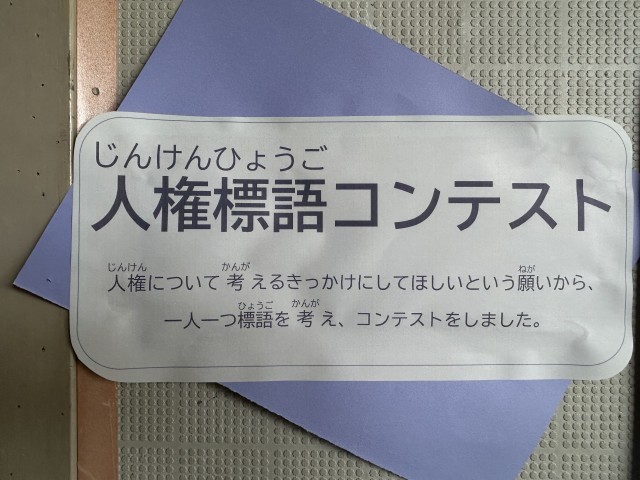 じんけんひょうご
人権標語コンテスト
じんけん かんが ねが
人権について考えるきっかけにしてほしいという願いから、
ひょうご かんが
一人一つ標語を考え、コンテストをしました。